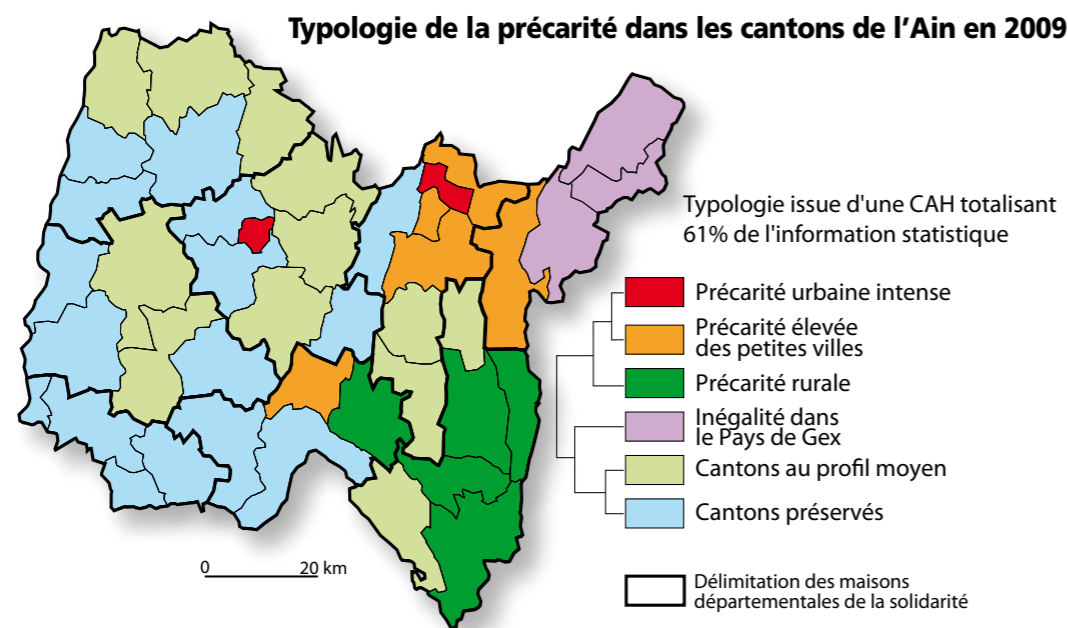 Typologie de la précarité dans les cantons de l'Ain en 2009
Typologie issue d'une CAH totalisant
61% de l'information statistique
Précarité urbaine intense
Précarité élevée
des petites villes
Précarité rurale
Inégalité dans
le Pays de Gex
Cantons au profil moyen
Cantons préservés
0 20 km
Délimitation des maisons
départementales de la solidarité